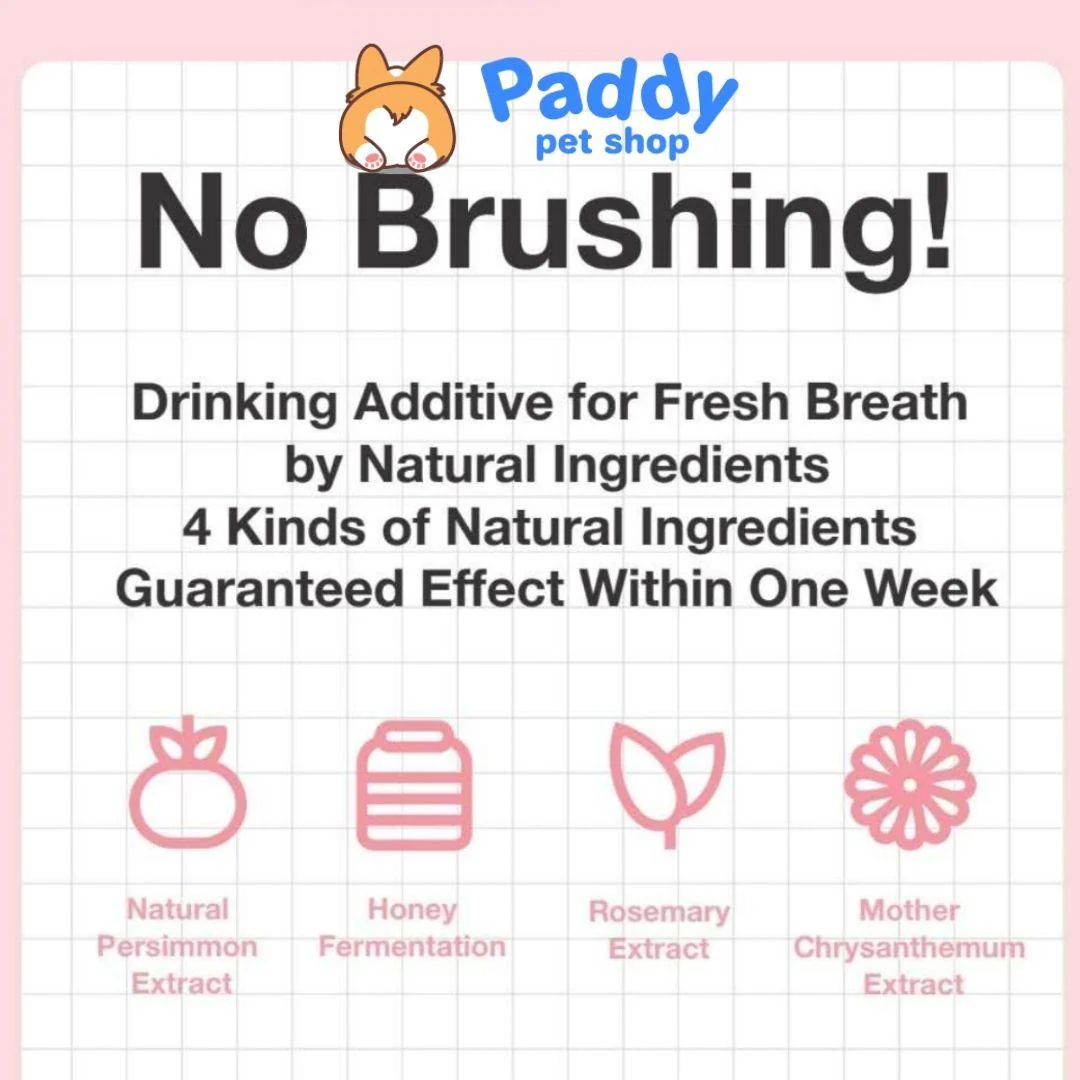 Paddy
pet shop
No Brushing!
Drinking Additive for Fresh Breath
by Natural Ingredients
4 Kinds of Natural Ingredients
Guaranteed Effect Within One Week
Natural
Persimmon
Extract
Honey
Fermentation
Rosemary
Extract
Mother
Chrysanthemum
Extract